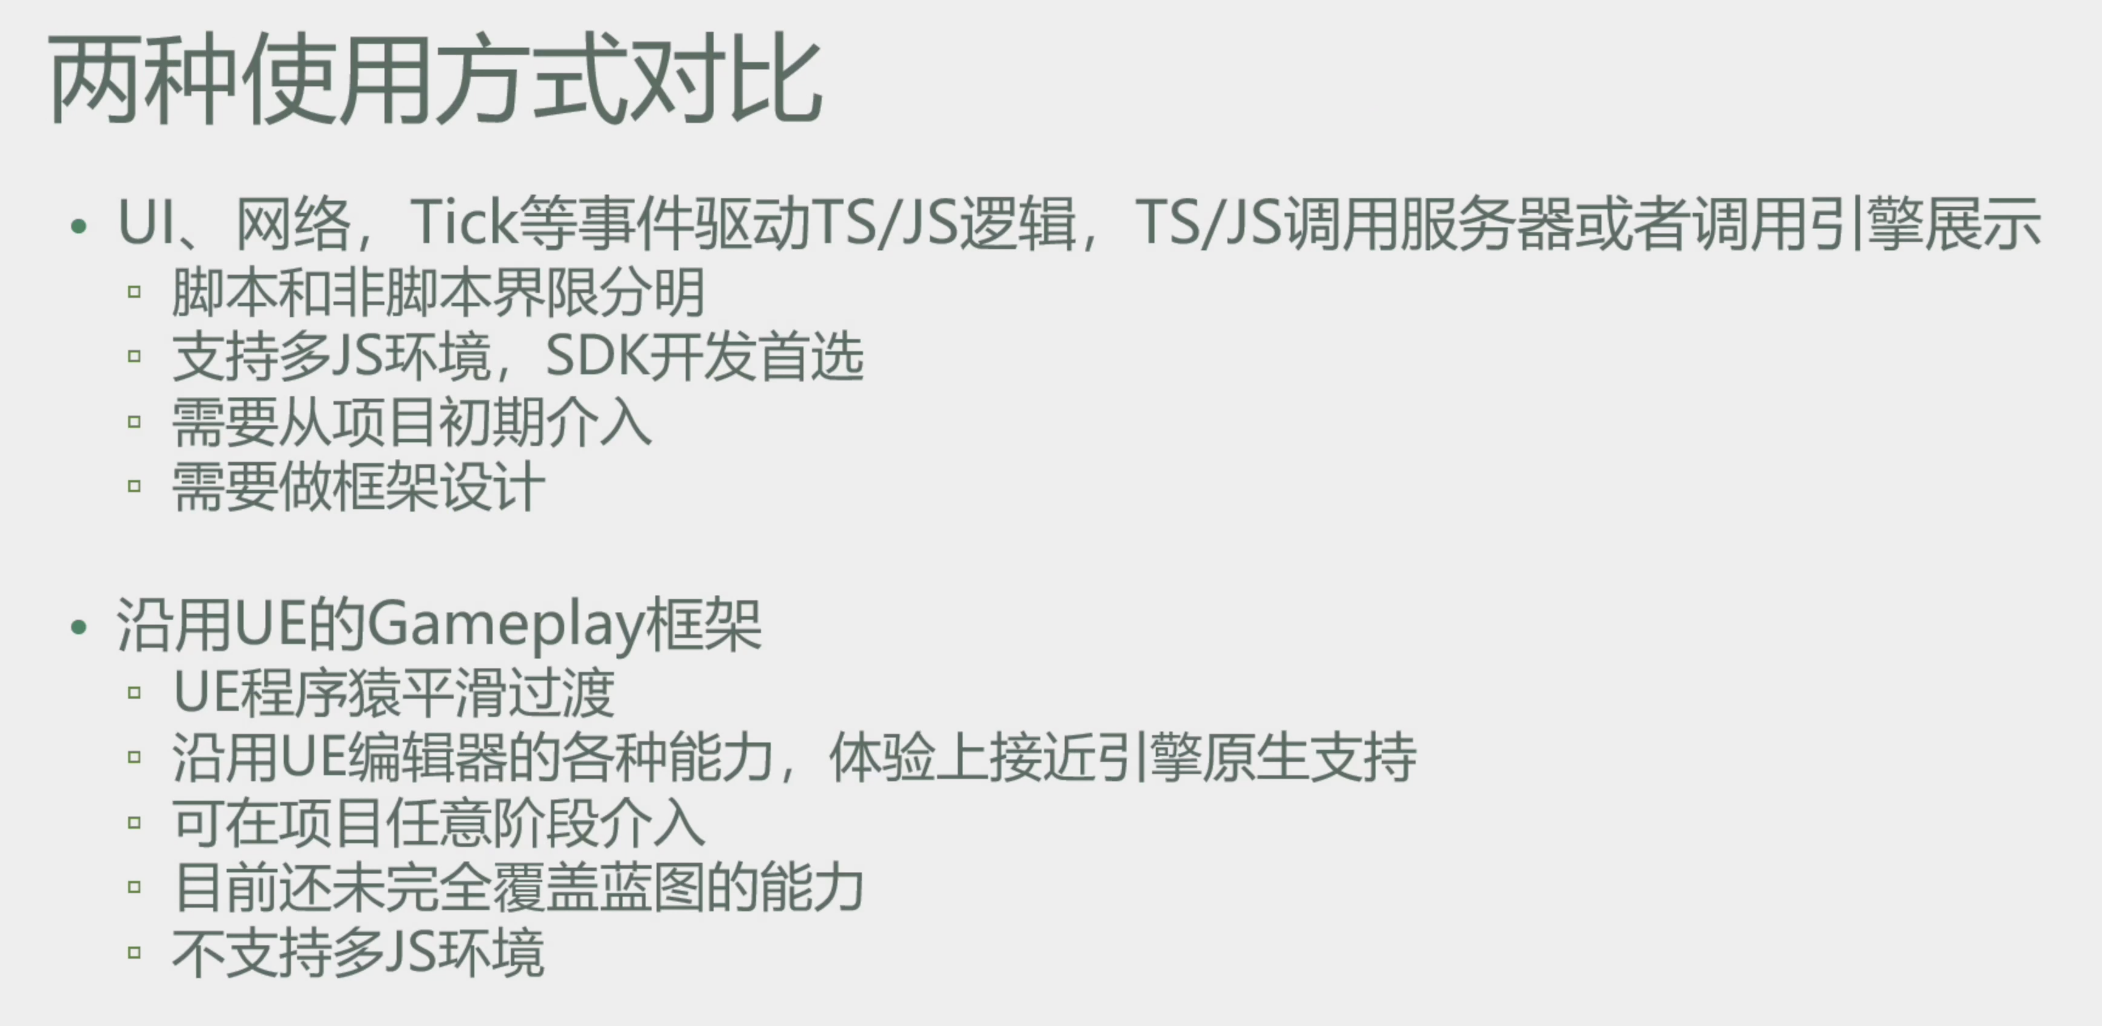 两种使用方式对比
• UI、网络，Tick等事件驱动TS/JS逻辑，TS/JS调用服务器或者调用引擎展示
▫ 脚本和非脚本界限分明
▫ 支持多JS环境，SDK开发首选
▫ 需要从项目初期介入
▫ 需要做框架设计
• 沿用UE的Gameplay框架
▫ UE程序猿平滑过渡
▫ 沿用UE编辑器的各种能力，体验上接近引擎原生支持
▫ 可在项目任意阶段介入
▫ 目前还未完全覆盖蓝图的能力
▫ 不支持多JS环境